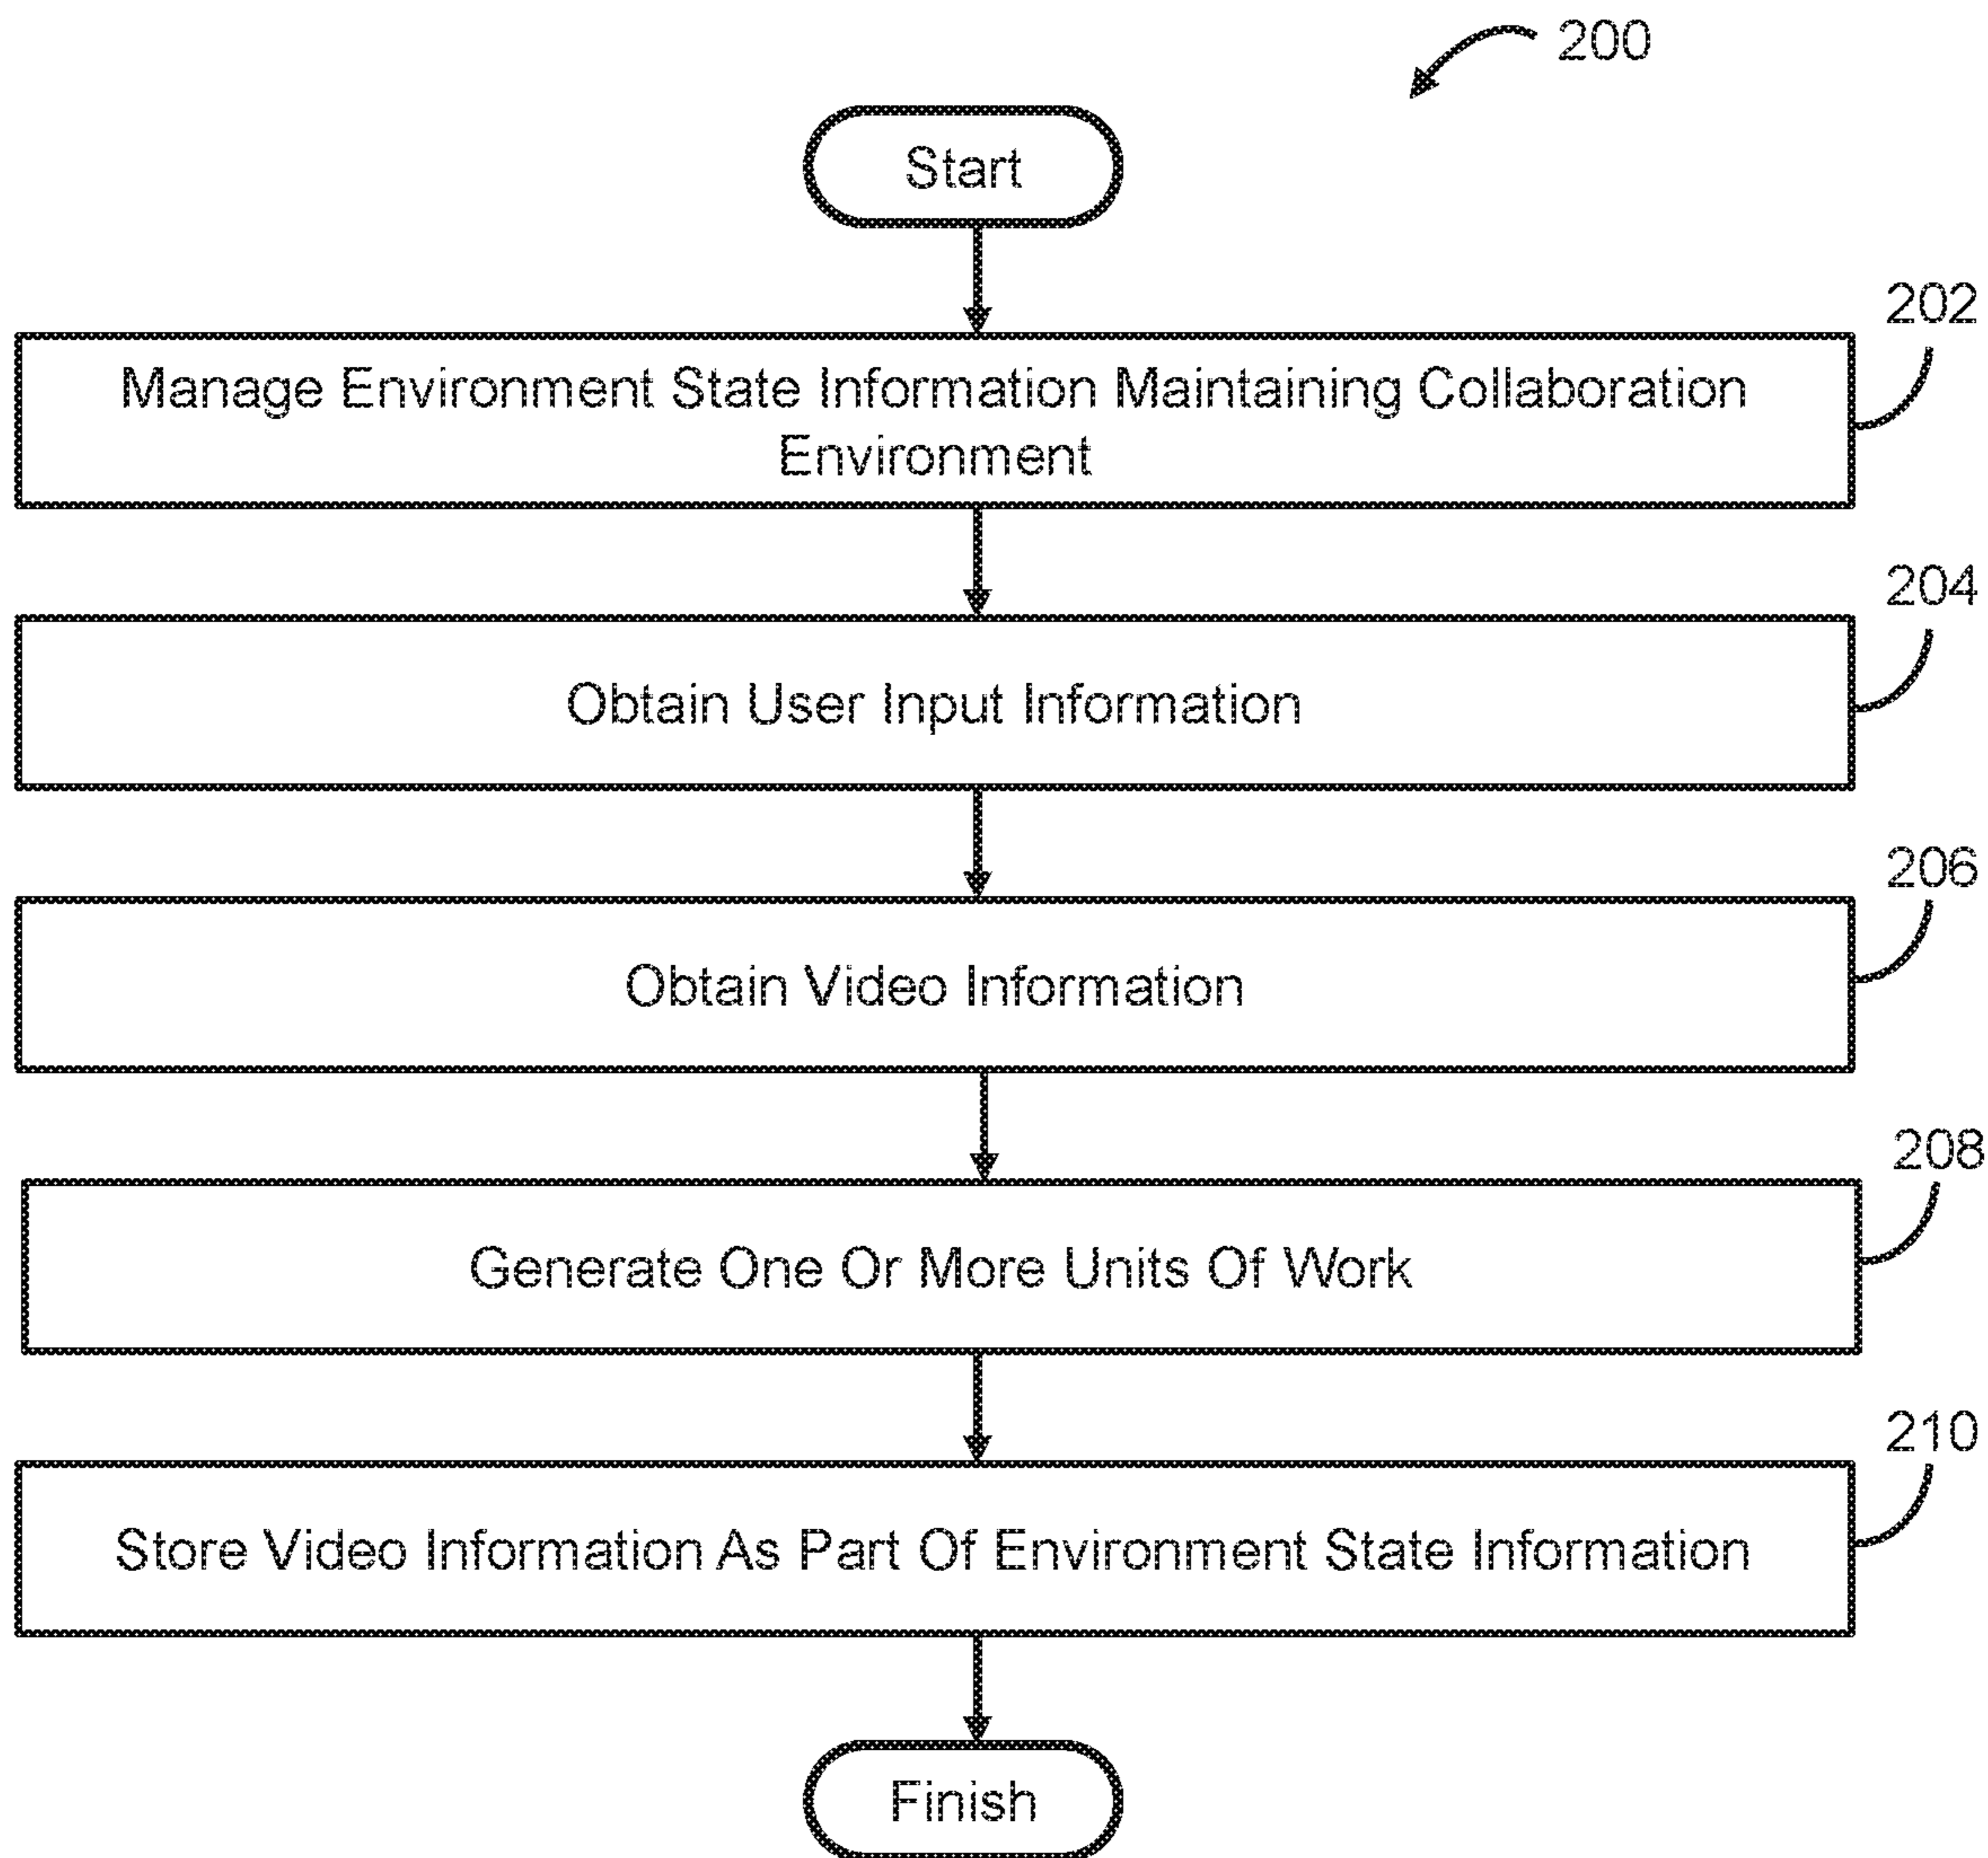 200
Start
202
Manage Environment State Information Maintaining Collaboration
Environment
204
Obtain User Input Information
206
Obtain Video Information
208
Generate One Or More Units Of Work
210
Store Video Information As Part Of Environment State Information
Finish